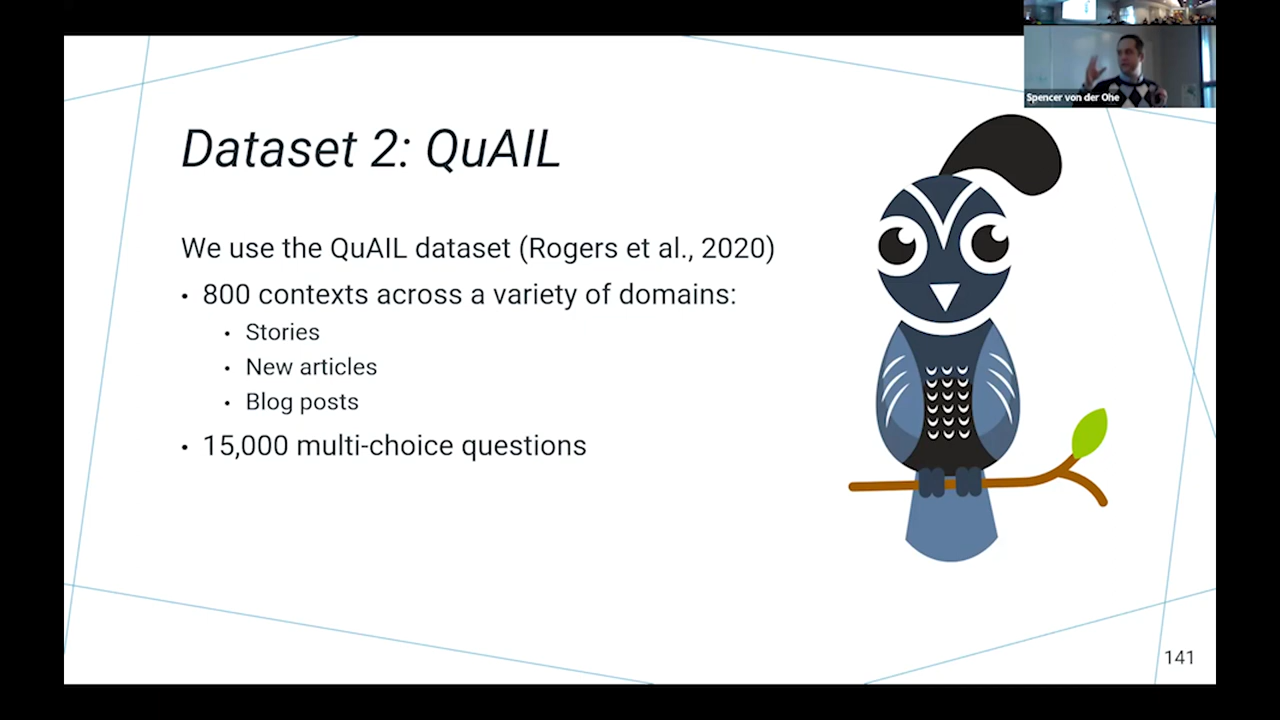 Spencer von der Ohe
Dataset 2: QuAIL
We use the QuAIL dataset (Rogers et al., 2020)
• 800 contexts across a variety of domains:
• Stories
• New articles
• Blog posts
• 15,000 multi-choice questions
141